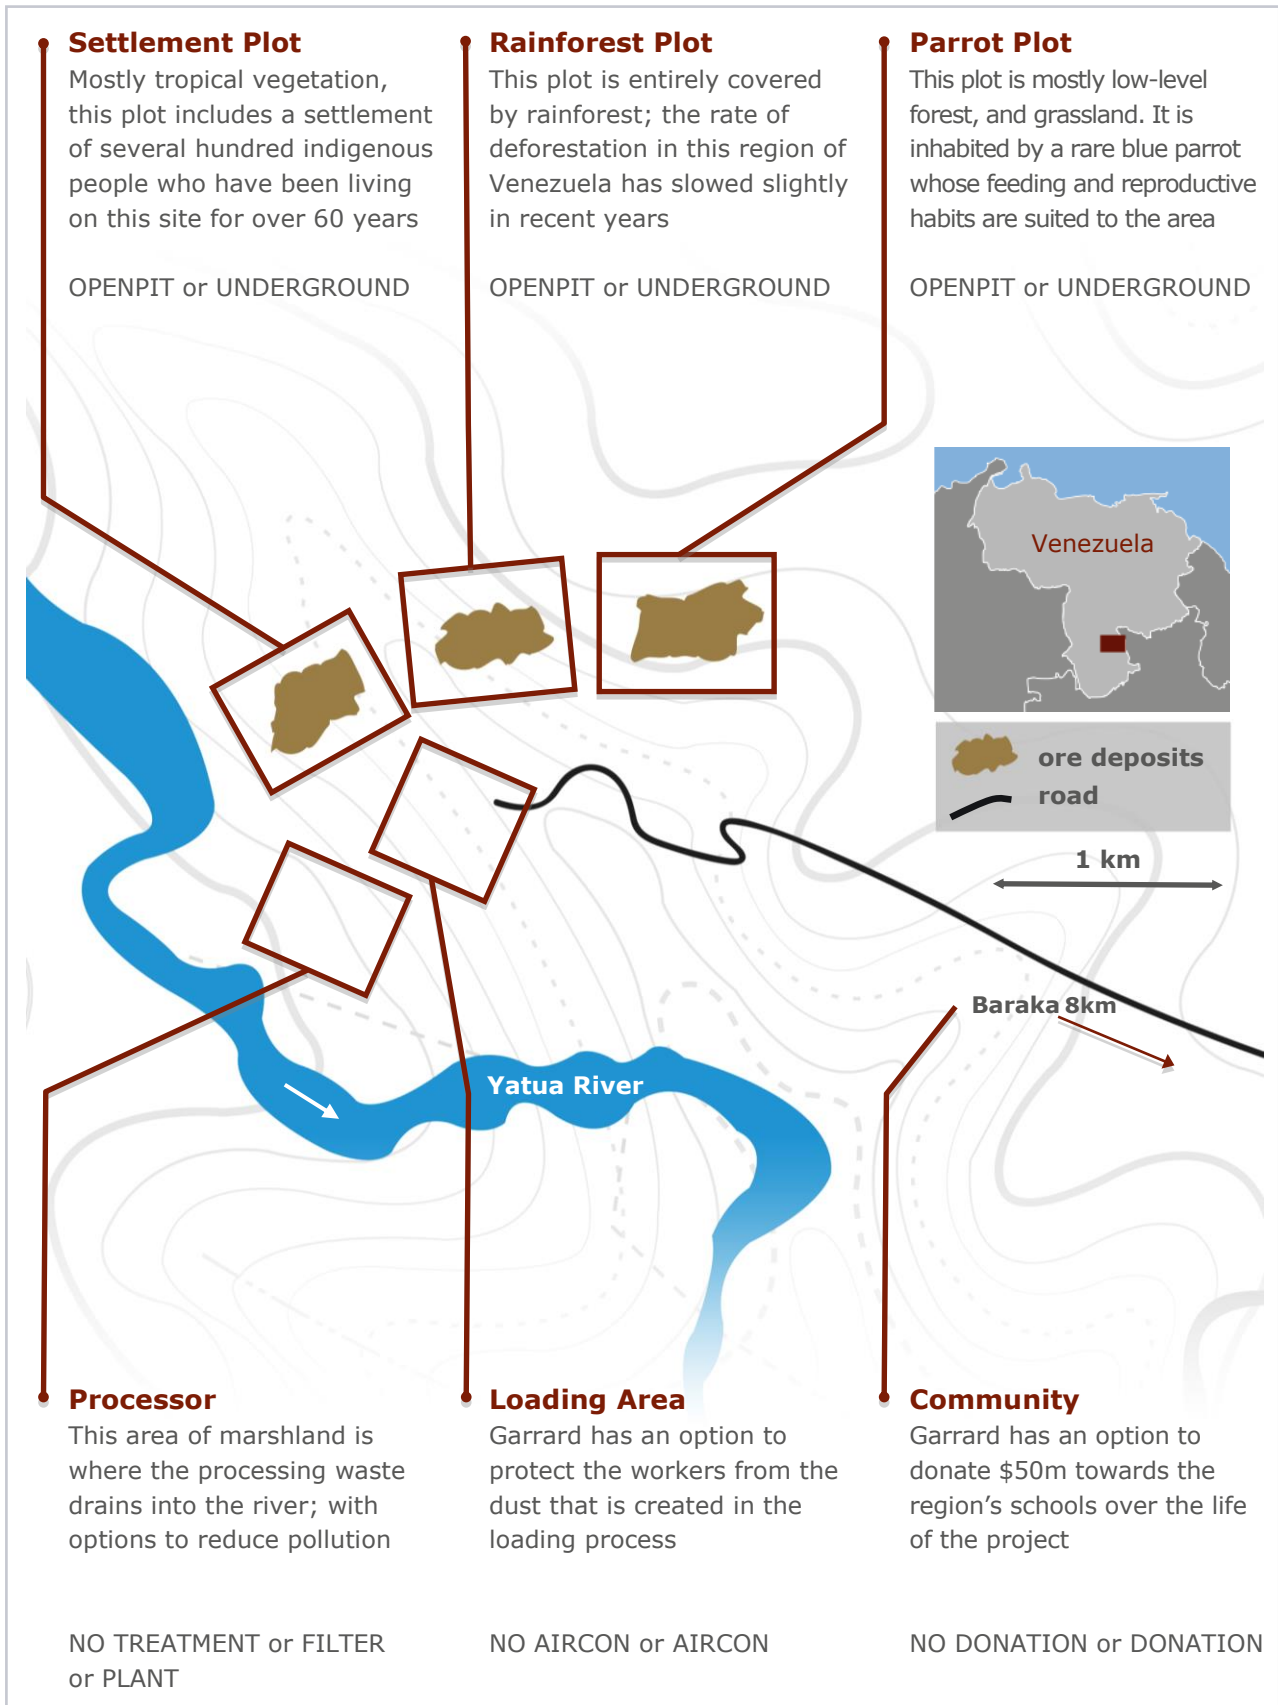 Settlement Plot
Mostly tropical vegetation,
this plot includes a settlement
of several hundred indigenous
people who have been living
on this site for over 60 years
OPENPIT or UNDERGROUND
Rainforest Plot
This plot is entirely covered
by rainforest; the rate of
deforestation in this region of
Venezuela has slowed slightly
in recent years
OPENPIT or UNDERGROUND
Parrot Plot
This plot is mostly low-level
forest, and grassland. It is
inhabited by a rare blue parrot
whose feeding and reproductive
habits are suited to the area
OPENPIT or UNDERGROUND
Venezuela
ore deposits
road
1 km
Baraka 8km
Yatua River
Processor
This area of marshland is
where the processing waste
drains into the river; with
options to reduce pollution
NO TREATMENT or FILTER
or PLANT
Loading Area
Garrard has an option to
protect the workers from the
dust that is created in the
loading process
NO AIRCON or AIRCON
Community
Garrard has an option to
donate $50m towards the
region's schools over the life
of the project
NO DONATION or DONATION